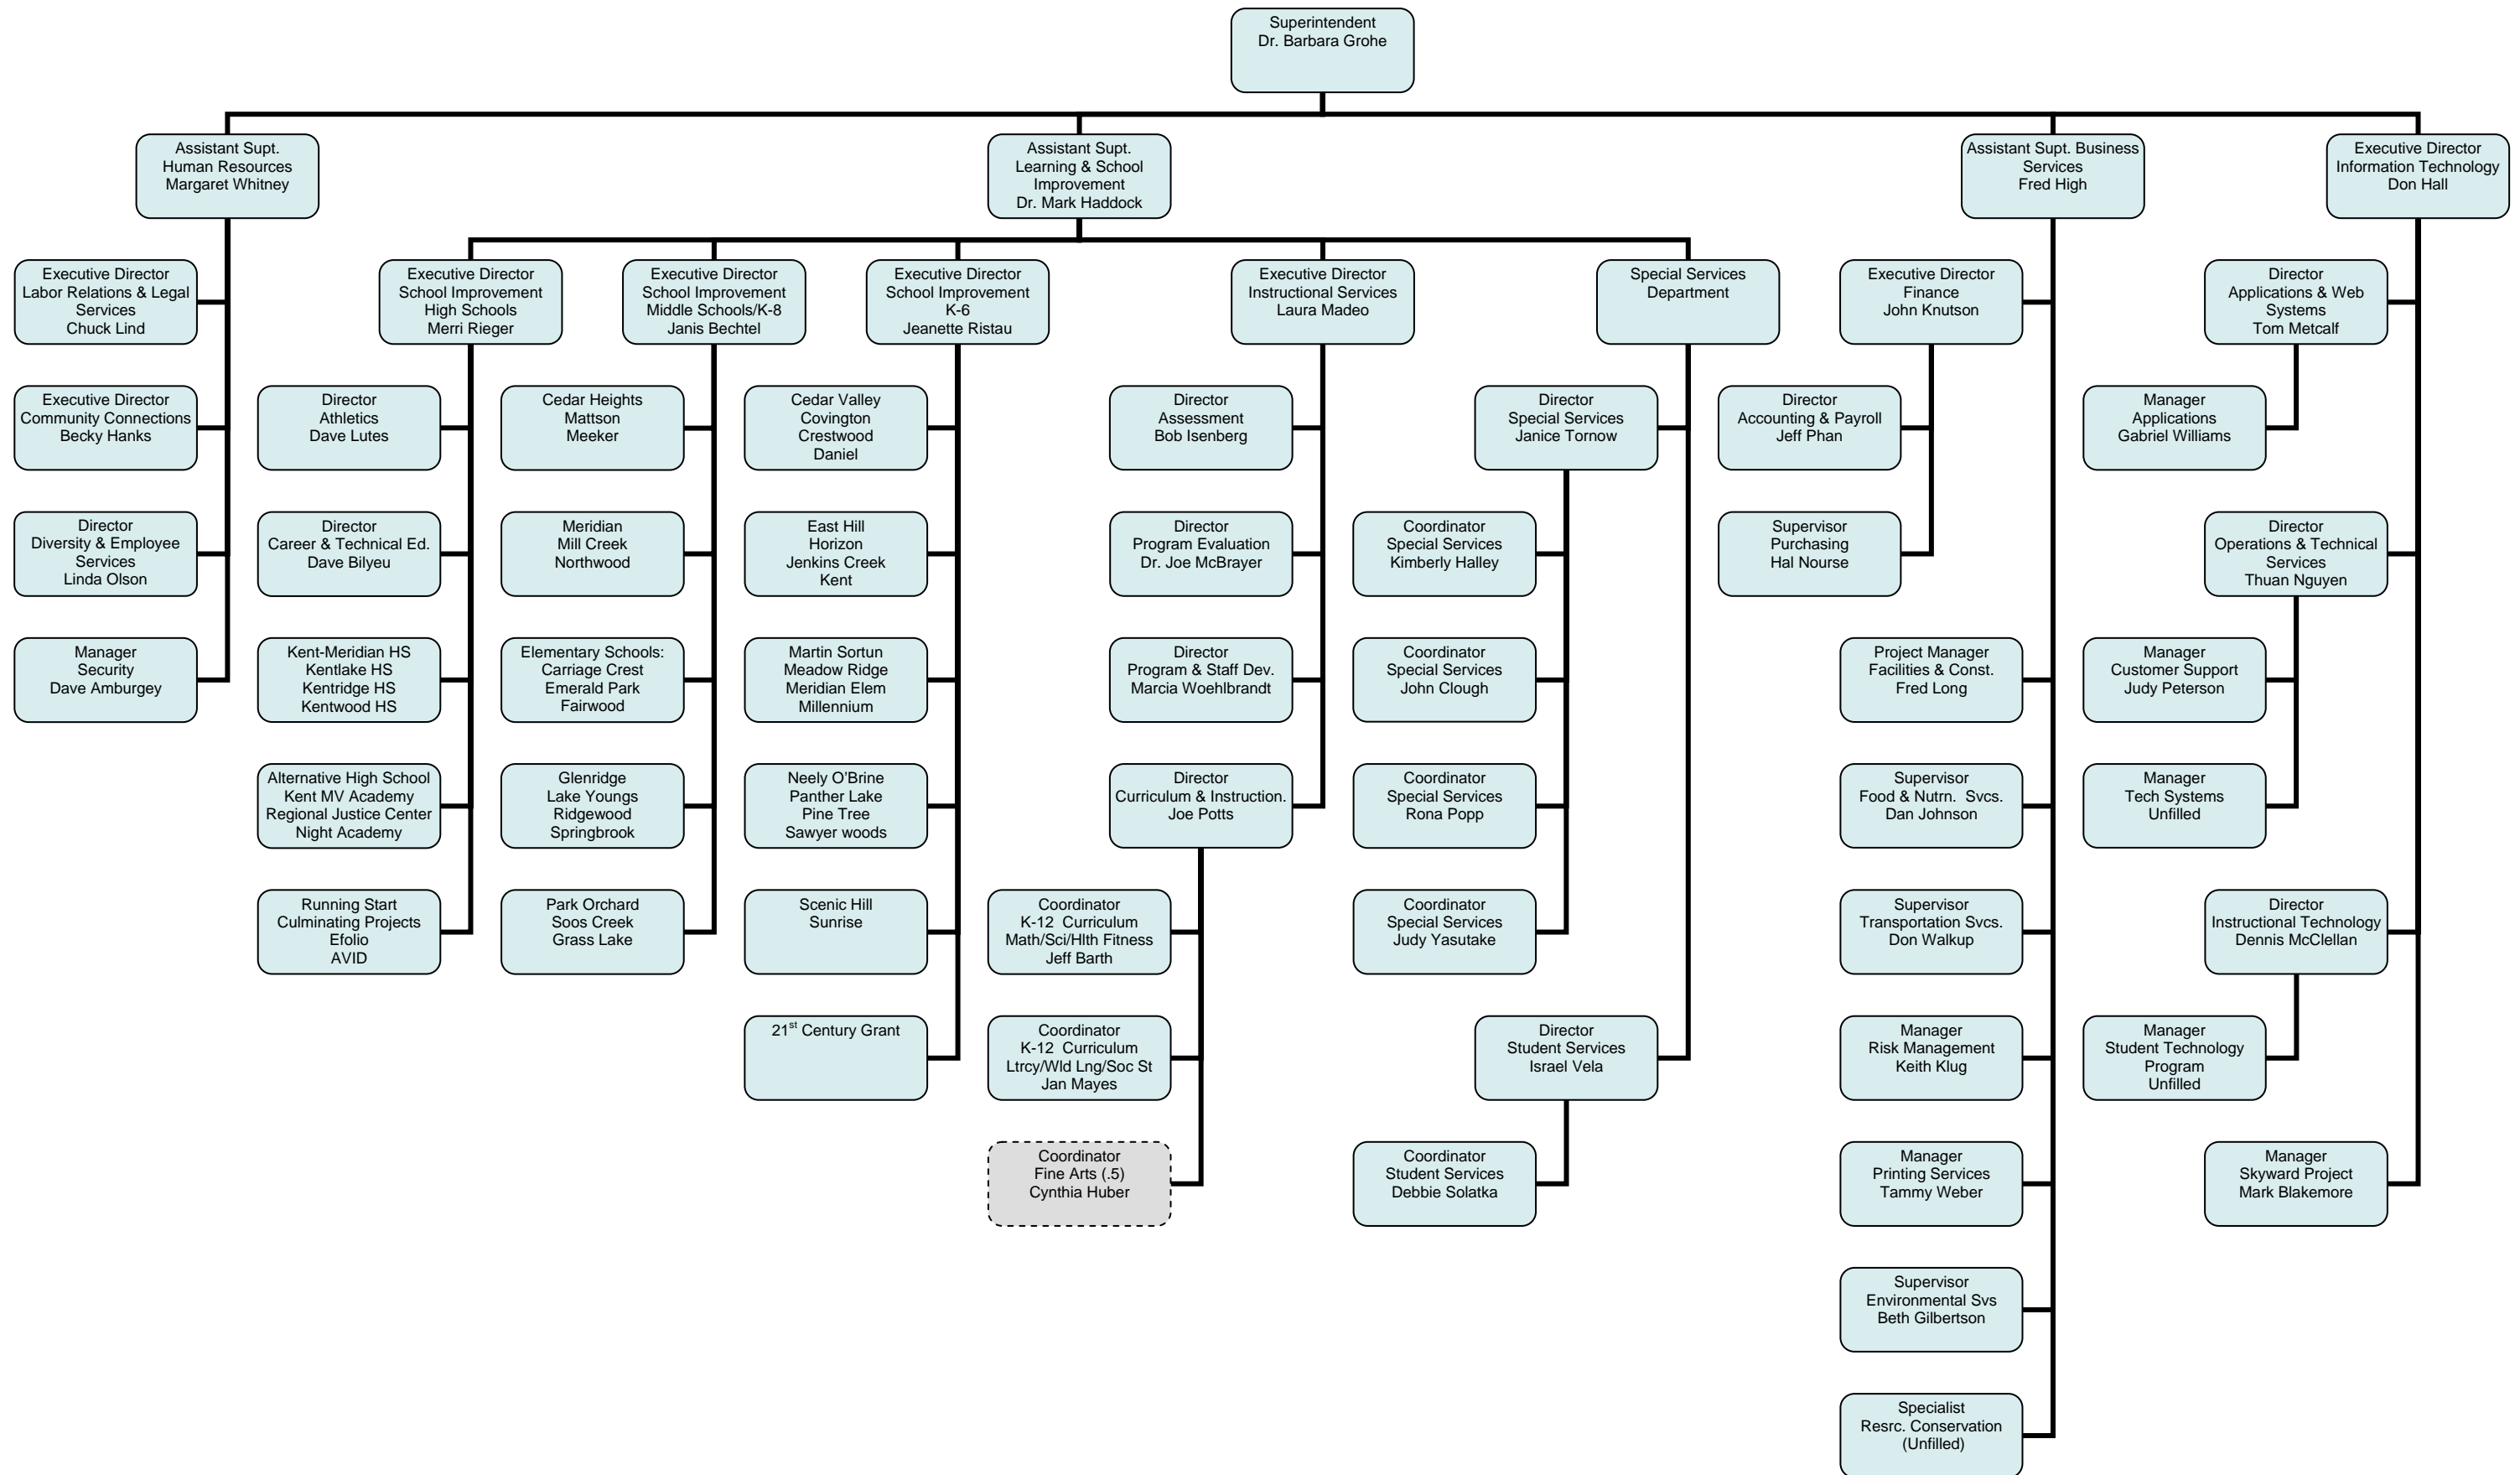 Superintendent
Dr. Barbara Grohe
Assistant Supt.
Human Resources
Margaret Whitney
Executive Director
Labor Relations & Legal
Services
Chuck Lind
Executive Director
Community Connections
Becky Hanks
Director
Diversity & Employee
Services
Linda Olson
Manager
Security
Dave Amburgey
Assistant Supt.
Learning & School
Improvement
Dr. Mark Haddock
Executive Director
School Improvement
High Schools
Merri Rieger
Director
Athletics
Dave Lutes
Director
Career & Technical Ed.
Dave Bilyeu
Kent-Meridian HS
Kentlake HS
Kentridge HS
Kentwood HS
Alternative High School
Kent MV Academy
Regional Justice Center
Night Academy
Running Start
Culminating Projects
Efolio
AVID
Executive Director
School Improvement
Middle Schools/K-8
Janis Bechtel
Cedar Heights
Mattson
Meeker
Meridian
Mill Creek
Northwood
Elementary Schools:
Carriage Crest
Emerald Park
Fairwood
Glenridge
Lake Youngs
Ridgewood
Springbrook
Park Orchard
Soos Creek
Grass Lake
Executive Director
School Improvement
K-6
Jeanette Ristau
Cedar Valley
Covington
Crestwood
Daniel
East Hill
Horizon
Jenkins Creek
Kent
Martin Sortun
Meadow Ridge
Meridian Elem
Millennium
Neely O’Brine
Panther Lake
Pine Tree
Sawyer woods
Scenic Hill
Sunrise
21st Century Grant
Executive Director
Instructional Services
Laura Madeo
Director
Assessment
Bob Isenberg
Director
Program Evaluation
Dr. Joe McBrayer
Director
Program & Staff Dev.
Marcia Woehlbrandt
Director
Curriculum & Instruction.
Joe Potts
Coordinator
K-12 Curriculum
Math/Sci/Hlth Fitness
Jeff Barth
Coordinator
K-12 Curriculum
Ltrcy/Wld Lng/Soc St
Jan Mayes
Coordinator
Fine Arts (.5)
Cynthia Huber
Special Services
Department
Director
Special Services
Janice Tornow
Coordinator
Special Services
Kimberly Halley
Coordinator
Special Services
John Clough
Coordinator
Special Services
Rona Popp
Coordinator
Special Services
Judy Yasutake
Director
Student Services
Israel Vela
Coordinator
Student Services
Debbie Solatka
Assistant Supt. Business
Services
Fred High
Executive Director
Finance
John Knutson
Director
Accounting & Payroll
Jeff Phan
Supervisor
Purchasing
Hal Nourse
Project Manager
Facilities & Const.
Fred Long
Supervisor
Food & Nutrn. Svcs.
Dan Johnson
Supervisor
Transportation Svcs.
Don Walkup
Manager
Risk Management
Keith Klug
Manager
Printing Services
Tammy Weber
Supervisor
Environmental Svs
Beth Gilbertson
Specialist
Resrc. Conservation
(Unfilled)
Executive Director
Information Technology
Don Hall
Director
Applications & Web
Systems
Tom Metcalf
Manager
Applications
Gabriel Williams
Director
Operations & Technical
Services
Thuan Nguyen
Manager
Customer Support
Judy Peterson
Manager
Tech Systems
Unfilled
Director
Instructional Technology
Dennis McClellan
Manager
Student Technology
Program
Unfilled
Manager
Skyward Project
Mark Blakemore